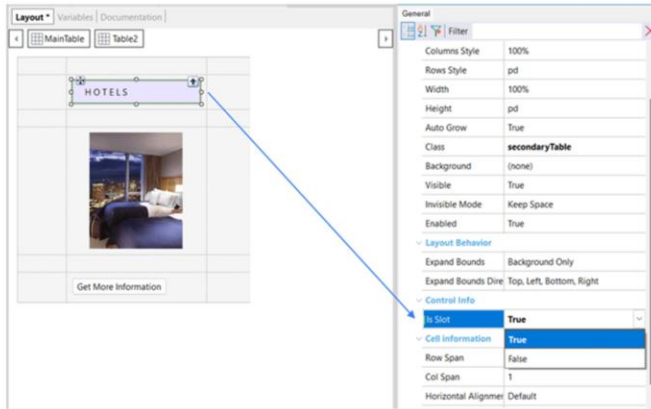 Layout * Variables Documentation
MainTable Table2
HOTELS
Get More Information
General
Filter
Columns Style 100%
Rows Style pd
Width 100%
Height pd
Auto Grow True
Class secondaryTable
Background (none)
Visible True
Invisible Mode Keep Space
Enabled True
Layout Behavior
Expand Bounds Background Only
Expand Bounds Dire Top, Left, Bottom, Right
Control Info
Is Slot True
Cell information True
Row Span False
Col Span 1
Horizontal Alignmer Default